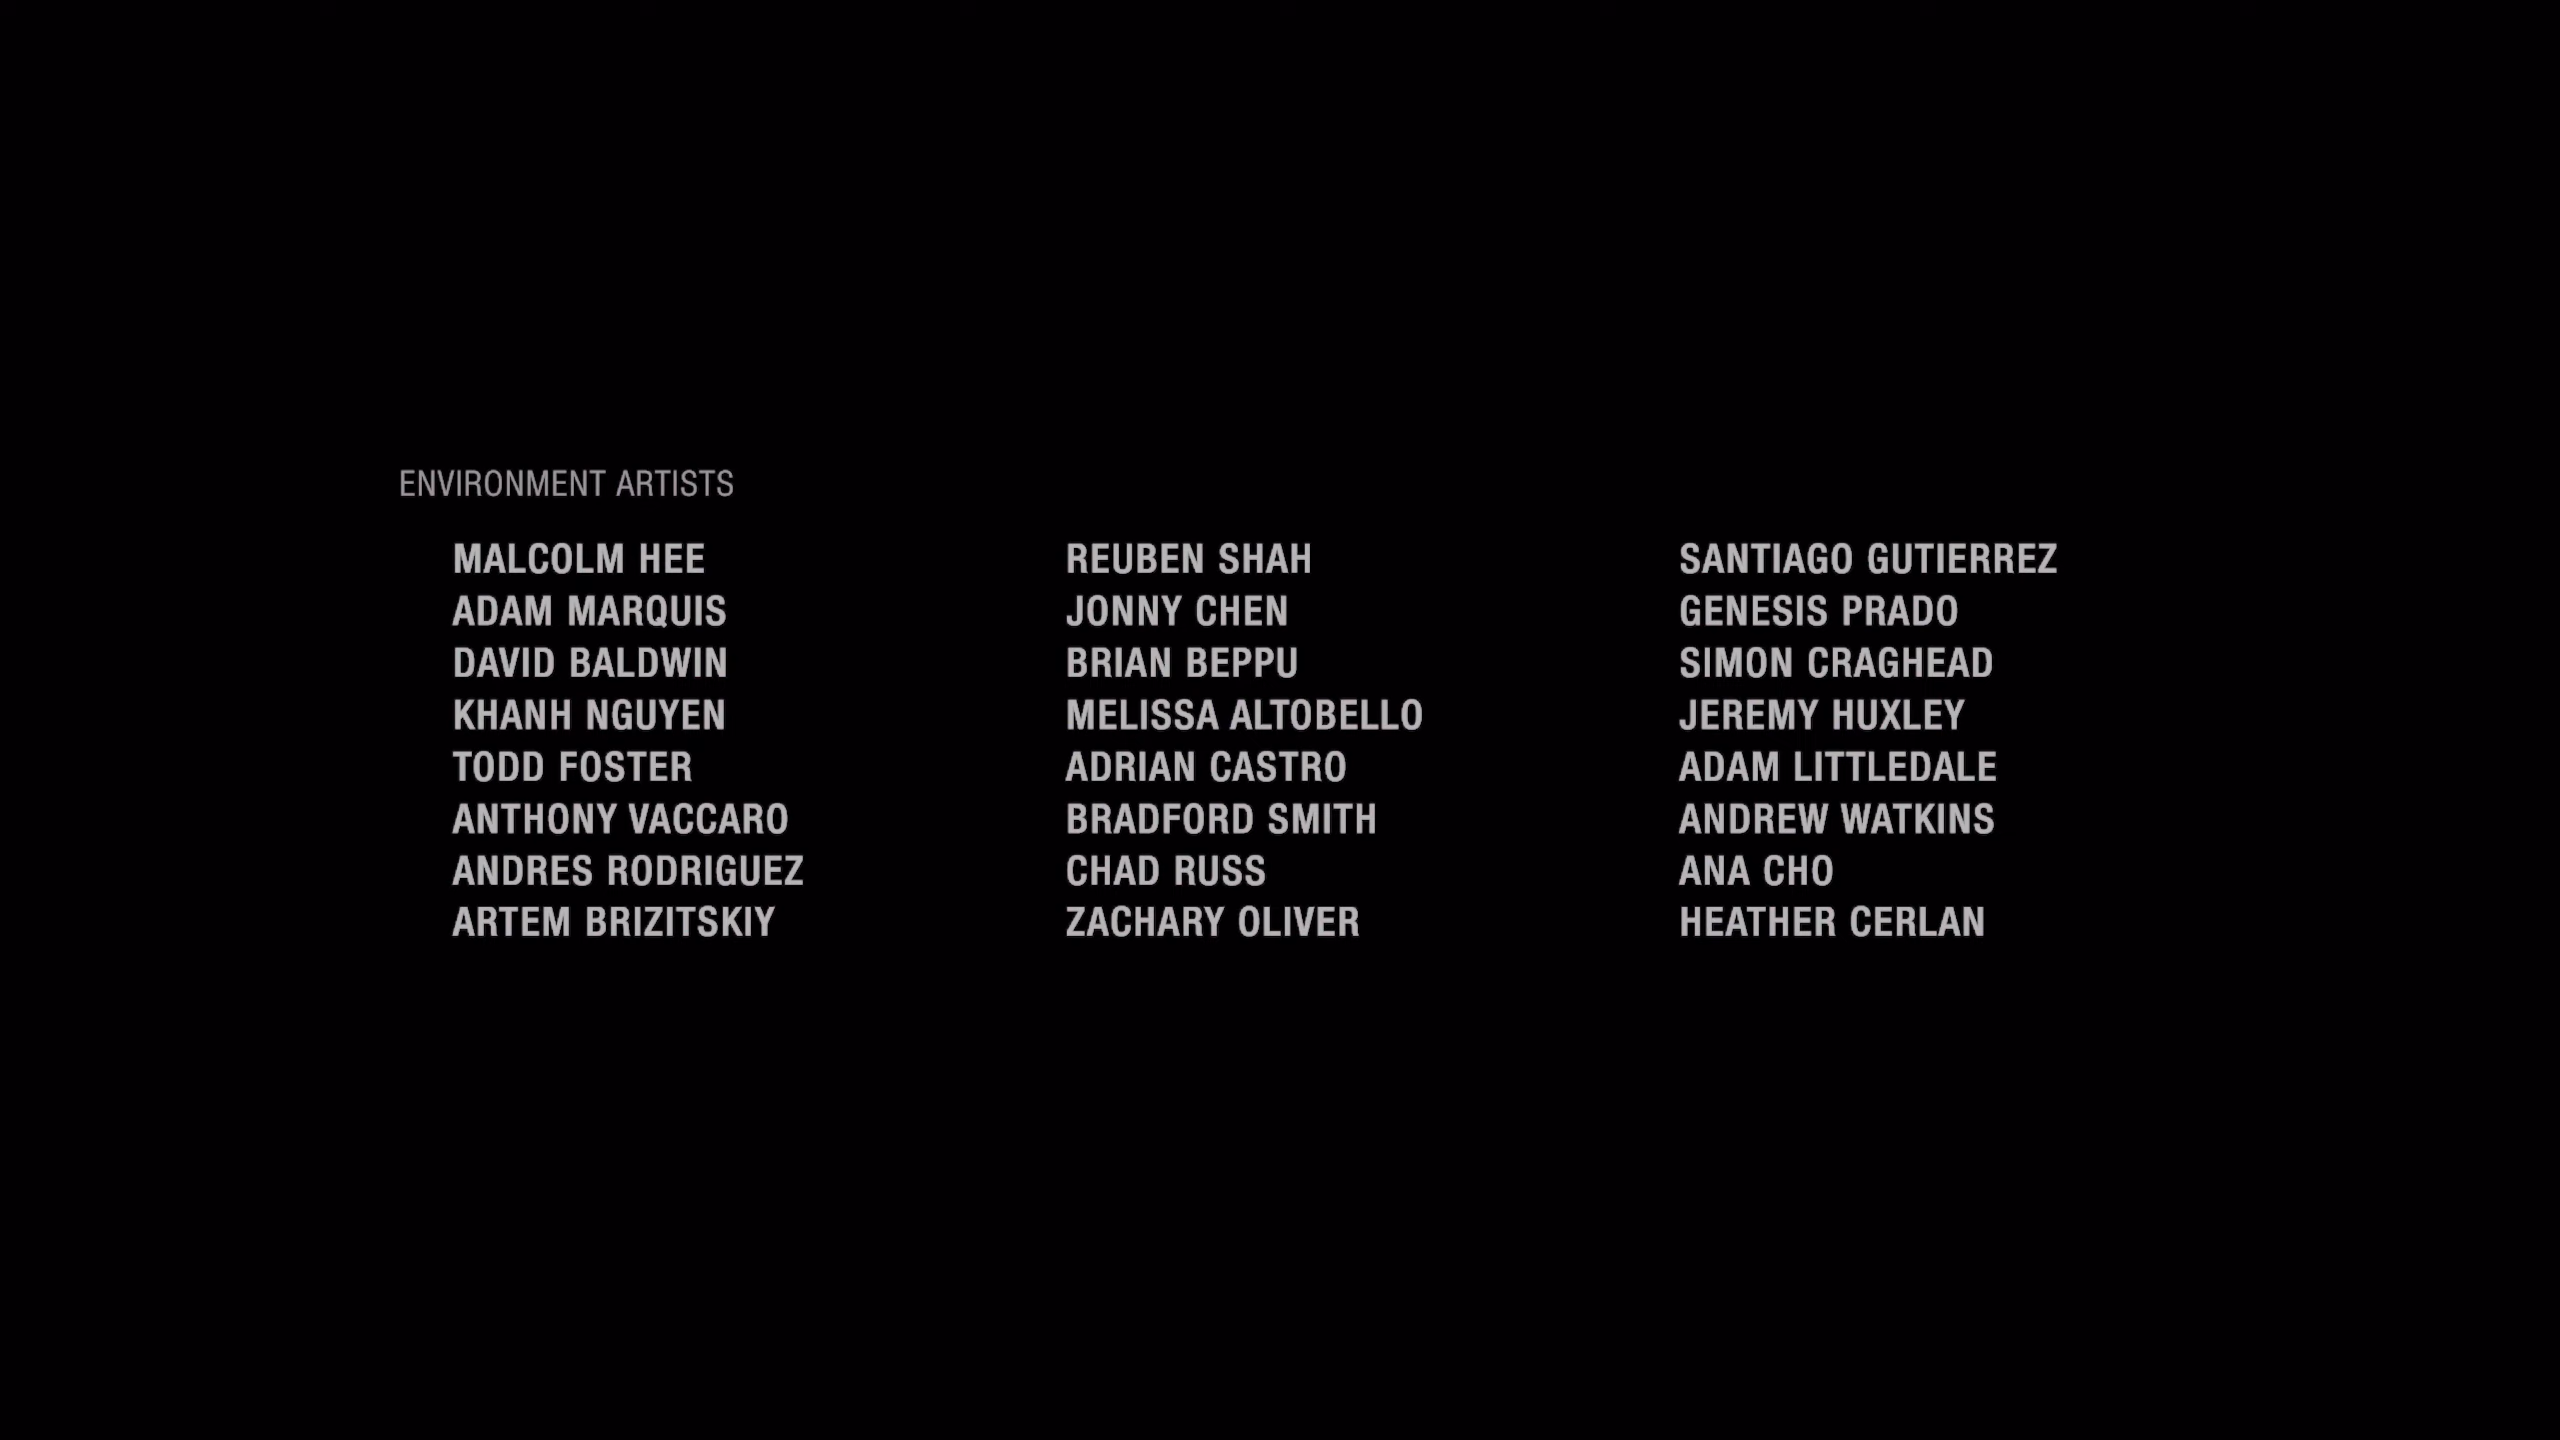 ENVIRONMENT ARTISTS
MALCOLM HEE
ADAM MARQUIS
DAVID BALDWIN
KHANH NGUYEN
TODD FOSTER
ANTHONY VACCARO
ANDRES RODRIGUEZ
ARTEM BRIZITSKIY
REUBEN SHAH
JONNY CHEN
BRIAN BEPPU
MELISSA ALTOBELLO
ADRIAN CASTRO
BRADFORD SMITH
CHAD RUSS
ZACHARY OLIVER
SANTIAGO GUTIERREZ
GENESIS PRADO
SIMON CRAGHEAD
JEREMY HUXLEY
ADAM LITTLEDALE
ANDREW WATKINS
ANA CHO
HEATHER CERLAN